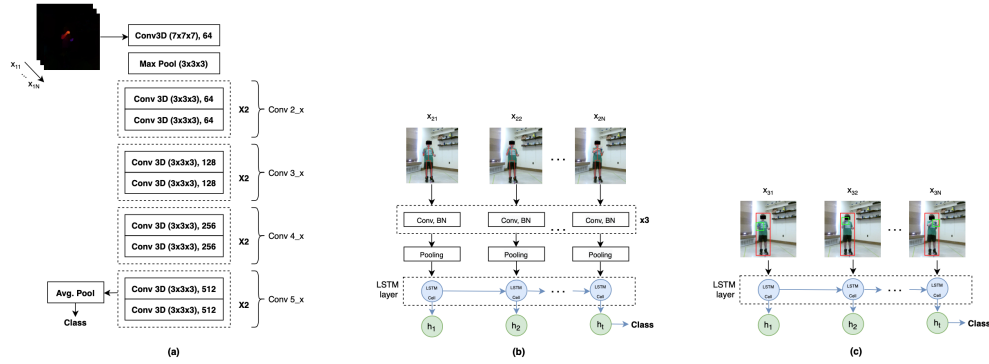 Conv3D (7x7x7), 64
x11
...
x1N
Max Pool (3x3x3)
Conv 3D (3x3x3), 64
Conv 3D (3x3x3), 64
X2
Conv 2_x
Conv 3D (3x3x3), 128
Conv 3D (3x3x3), 128
X2
Conv 3_x
Conv 3D (3x3x3), 256
Conv 3D (3x3x3), 256
X2
Conv 4_x
Conv 3D (3x3x3), 512
Conv 3D (3x3x3), 512
X2
Conv 5_x
Avg. Pool
Class
(a)
x21 x22 x2N
...
Conv, BN Conv, BN ... Conv, BN
x3
Pooling Pooling Pooling
LSTM
layer
LSTM Cell LSTM Cell ... LSTM Cell
h1 h2 ht Class
(b)
x31 x32 x3N
...
LSTM
layer
LSTM Cell LSTM Cell ... LSTM Cell
h1 h2 ht Class
(c)